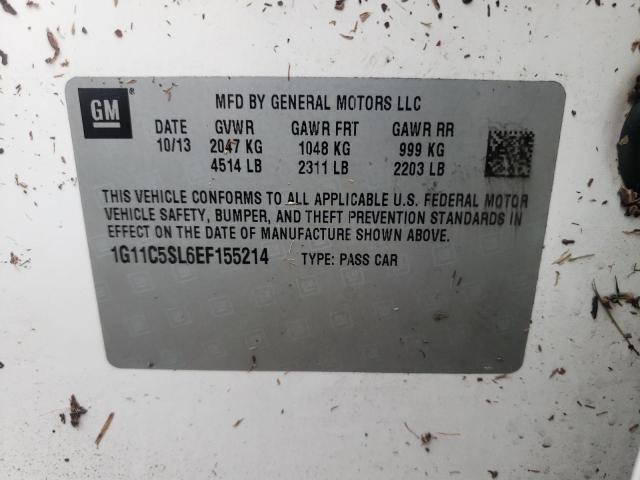 GM
MFD BY GENERAL MOTORS LLC
DATE GVWR GAWR FRT GAWR RR
10/13 2047 KG 1048 KG 999 KG
4514 LB 2311 LB 2203 LB
THIS VEHICLE CONFORMS TO ALL APPLICABLE U.S. FEDERAL MOTOR
VEHICLE SAFETY, BUMPER, AND THEFT PREVENTION STANDARDS IN
EFFECT ON THE DATE OF MANUFACTURE SHOWN ABOVE.
1G11C5SL6EF155214 TYPE: PASS CAR